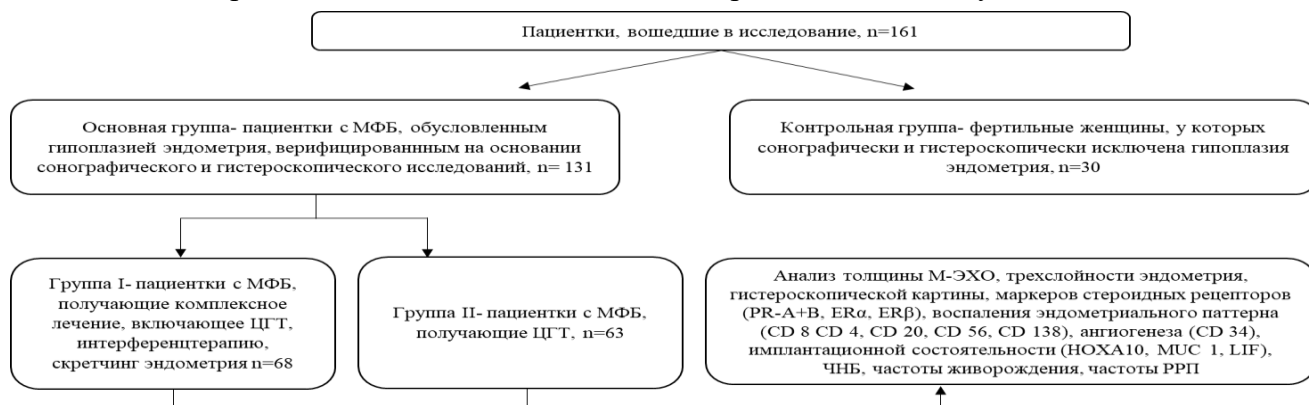 Пациентки, вошедшие в исследование, n=161
Основная группа- пациентки с МФБ, обусловленным
гипоплазией эндометрия, верифицированнным на основании
сонографического и гистероскопического исследований, n= 131
Контрольная группа- фертильные женщины, у которых
сонографически и гистероскопически исключена гипоплазия
эндометрия, n=30
Группа I- пациентки с МФБ,
получающие комплексное
лечение, включающее ЦГТ,
интерференцтерапию,
скретчинг эндометрия n=68
Группа II- пациентки с МФБ,
получающие ЦГТ, n=63
Анализ толщины М-ЭХО, трехслойности эндометрия,
гистероскопической картины, маркеров стероидных рецепторов
(PR-A+B, ERα, ERβ), воспаления эндометриального паттерна
(CD 8 CD 4, CD 20, CD 56, CD 138), ангиогенеза (CD 34),
имплантационной состоятельности (HOXA10, MUC 1, LIF),
ЧНБ, частоты живорождения, частоты РРП